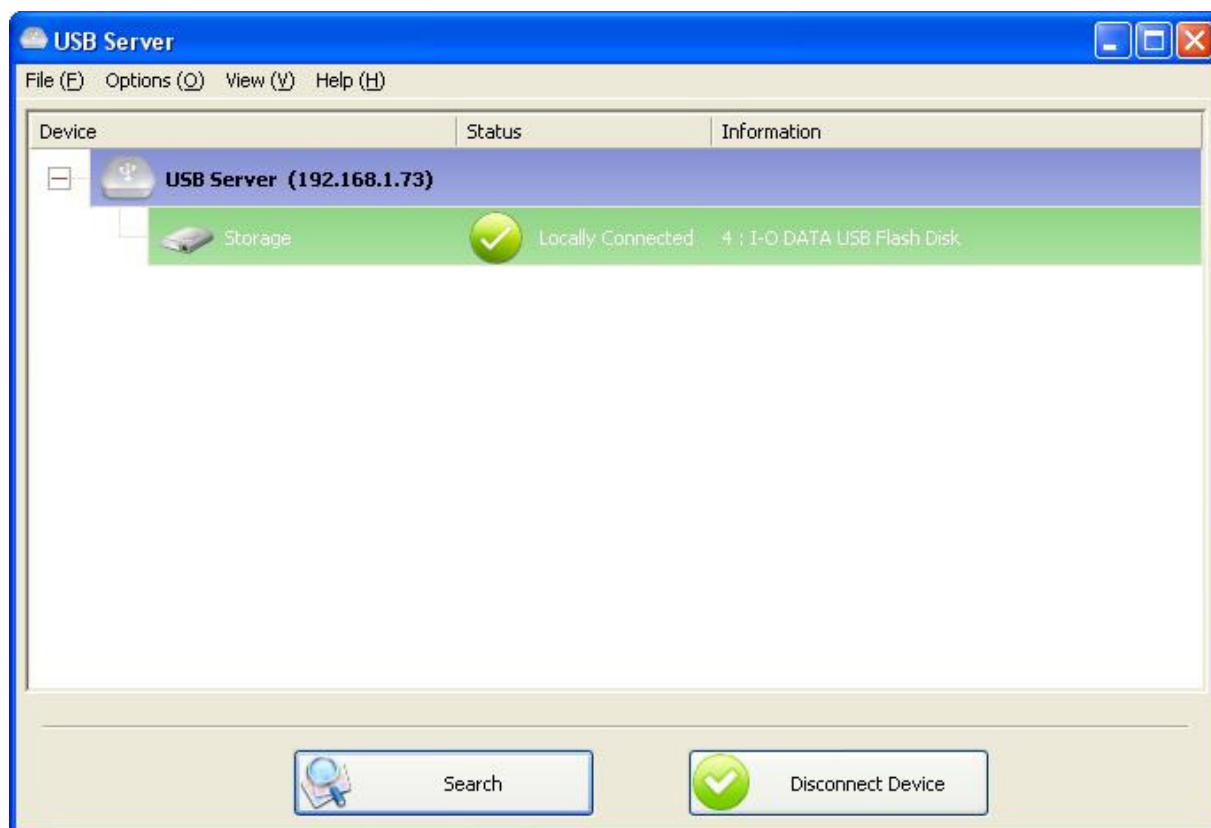 USB Server
File (F) Options (O) View (V) Help (H)
Device Status Information
USB Server (192.168.1.73)
Storage Locally Connected 4 : I-O DATA USB Flash Disk
Search Disconnect Device